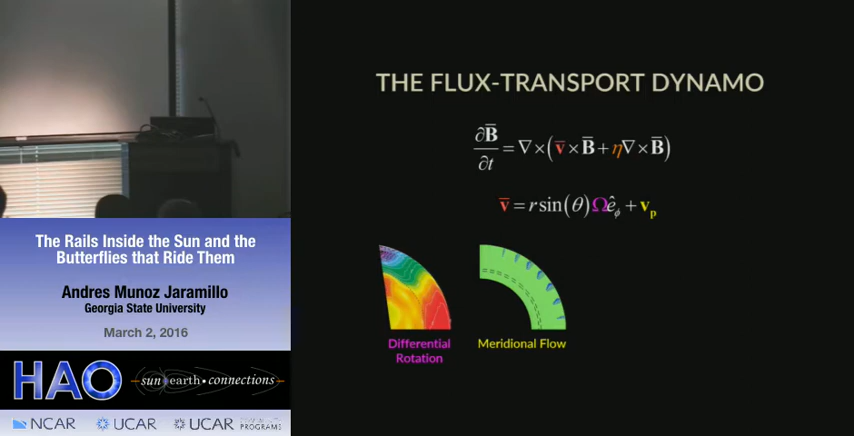 THE FLUX-TRANSPORT DYNAMO
∂B̅/∂t = ∇×(v̅×B̅+η∇×B̅)
v̅ = r sin(θ)Ωê_ϕ + v_p
Differential
Rotation
Meridional Flow
The Rails Inside the Sun and the
Butterflies that Ride Them
Andres Munoz Jaramillo
Georgia State University
March 2, 2016
HAO
sun earth • connections
NCAR
UCAR
UCAR
PROGRAMS